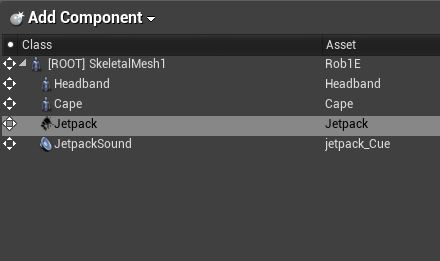 Add Component
Class Asset
[ROOT] SkeletalMesh1 Rob1E
Headband Headband
Cape Cape
Jetpack Jetpack
JetpackSound jetpack_Cue